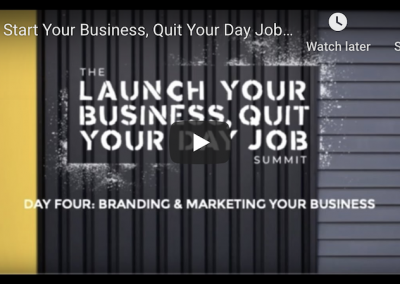 Start Your Business, Quit Your Day Job...
Watch later
S
THE
LAUNCH YOUR
BUSINESS, QUIT
YOUR DAY JOB
SUMMIT
DAY FOUR: BRANDING & MARKETING YOUR BUSINESS